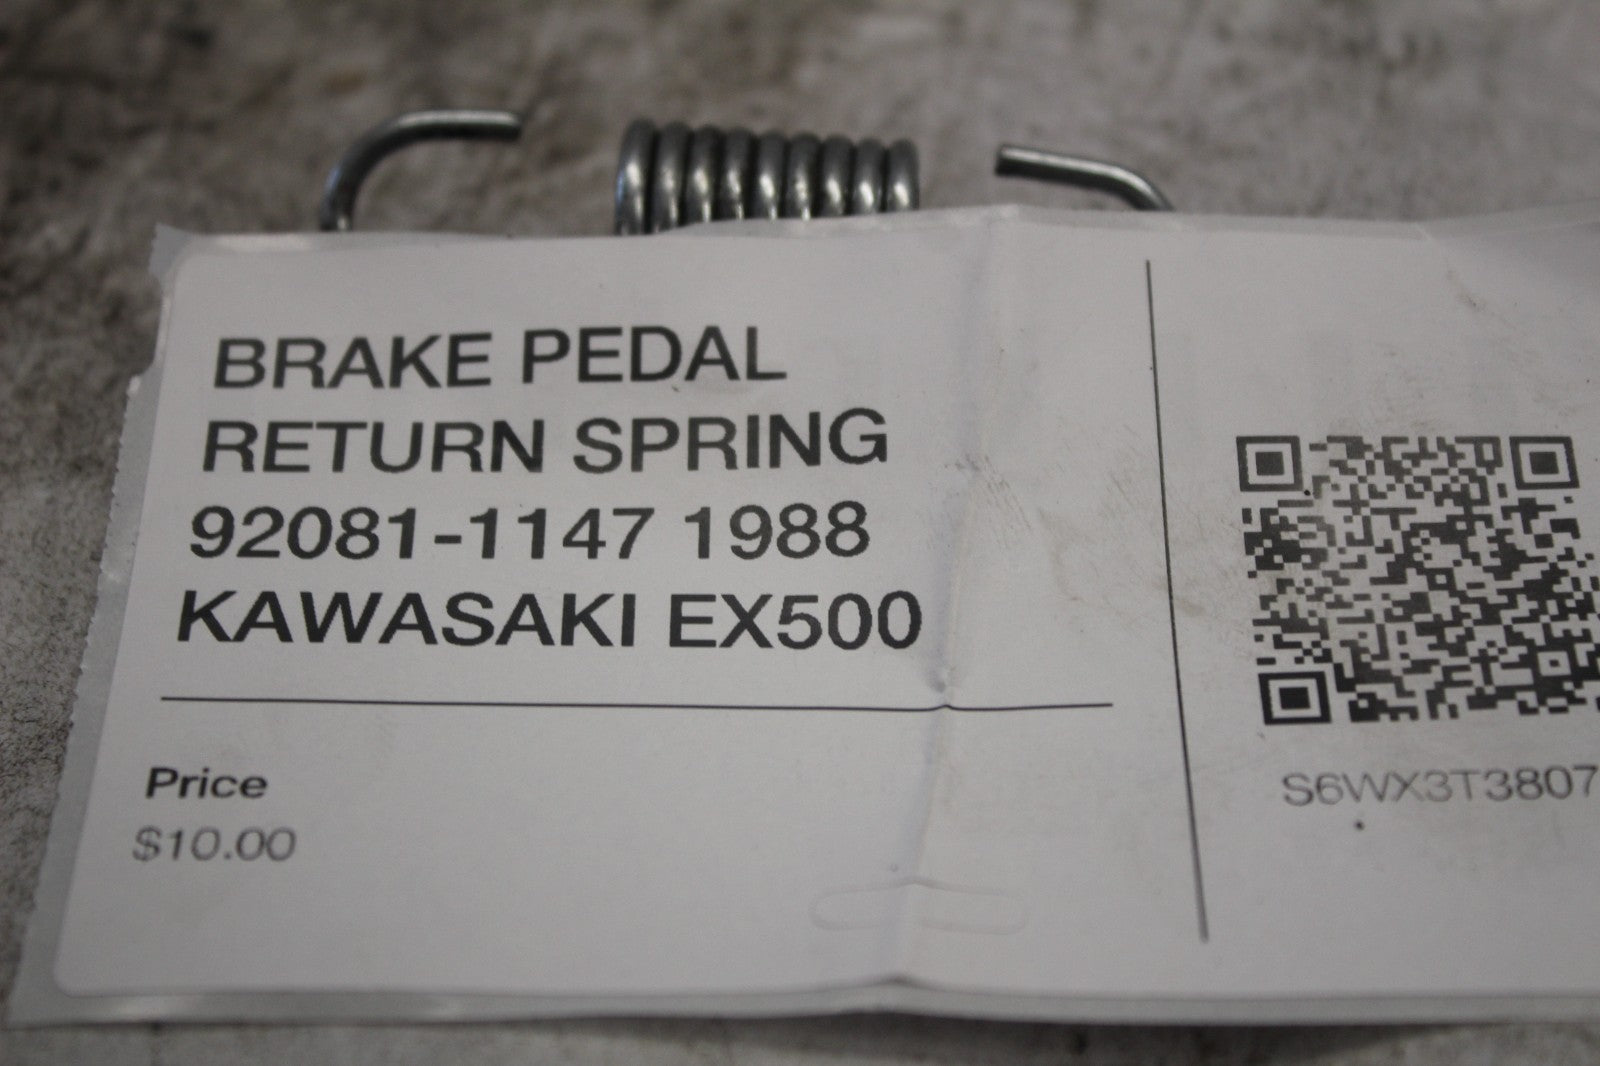 BRAKE PEDAL
RETURN SPRING
92081-1147 1988
KAWASAKI EX500
Price
$10.00
S6WX3T3807